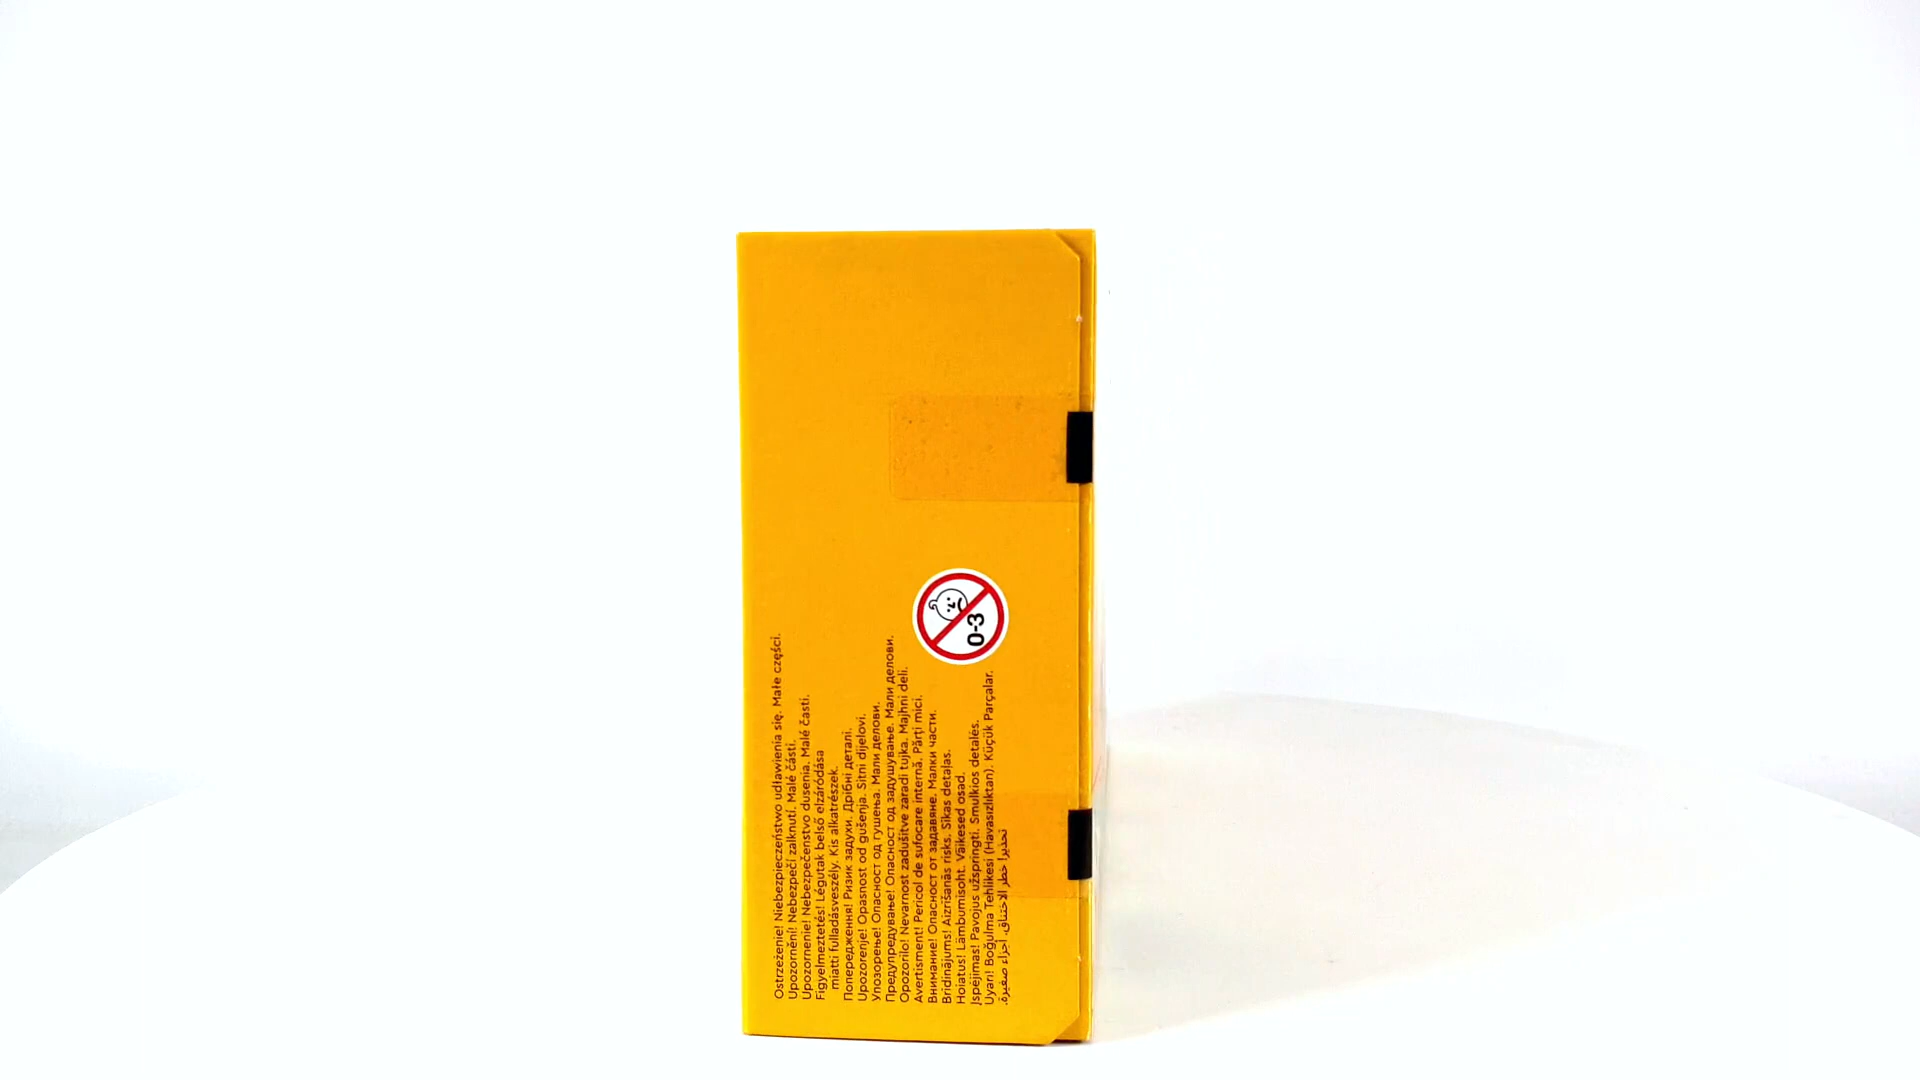 Ostrzeżenie! Niebezpieczeństwo udławienia się. Małe części.
Upozornění! Nebezpečí zalknutí. Malé části.
Upozornenie! Nebezpečenstvo dusenia. Malé časti.
Figyelmeztetés! Légutak belső elzáródása
miatti fulladásveszély. Kis alkatrészek.
Попередження! Ризик задухи. Дрібні деталі.
Upozorenje! Opasnost od gušenja. Sitni dijelovi.
Упозорење! Опасност од гушења. Мали делови.
Предупредување! Опасност од задушување. Мали делови.
Opozorilo! Nevarnost zadušitve zaradi tujka. Majhni deli.
Avertisment! Pericol de sufocare internă. Părți mici.
Внимание! Опасност от задавяне. Малки части.
Brīdinājums! Aizrīšanās risks. Sīkas detaļas.
Hoiatus! Lämbumisoht. Väikesed osad.
Įspėjimas! Pavojus užspringti. Smulkios detalės.
Uyarı! Boğulma Tehlikesi (Havasızlıktan). Küçük Parçalar.
تحذير! خطر الاختناق. أجزاء صغيرة.
0-3